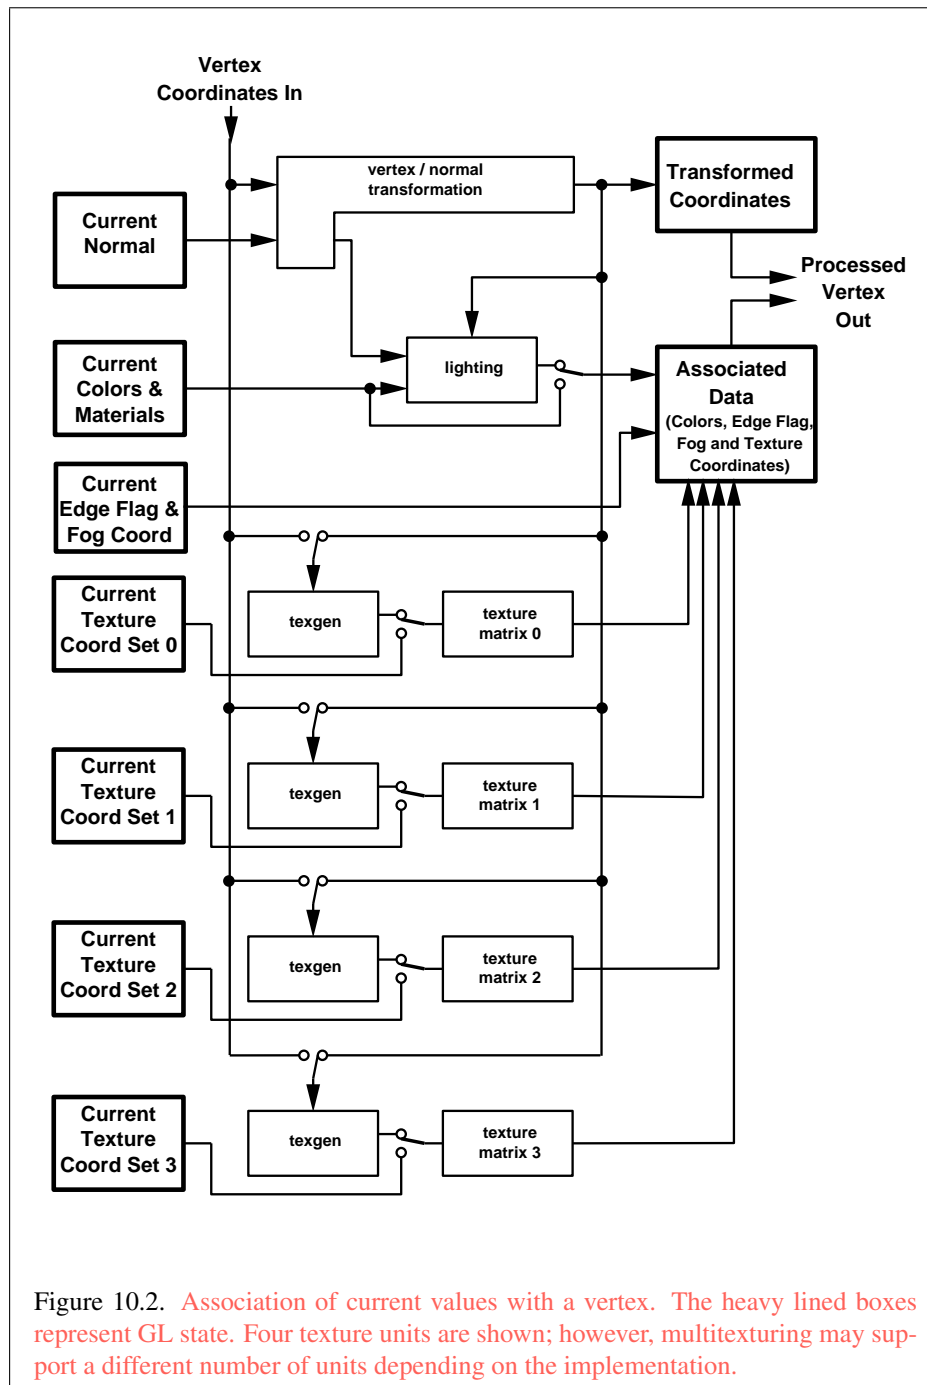 Vertex
Coordinates In
vertex / normal
transformation
Transformed
Coordinates
Current
Normal
Processed
Vertex
Out
Current
Colors &
Materials
lighting
Associated
Data
(Colors, Edge Flag,
Fog and Texture
Coordinates)
Current
Edge Flag &
Fog Coord
Current
Texture
Coord Set 0
texgen
texture
matrix 0
Current
Texture
Coord Set 1
texgen
texture
matrix 1
Current
Texture
Coord Set 2
texgen
texture
matrix 2
Current
Texture
Coord Set 3
texgen
texture
matrix 3
Figure 10.2. Association of current values with a vertex. The heavy lined boxes
represent GL state. Four texture units are shown; however, multitexturing may sup-
port a different number of units depending on the implementation.